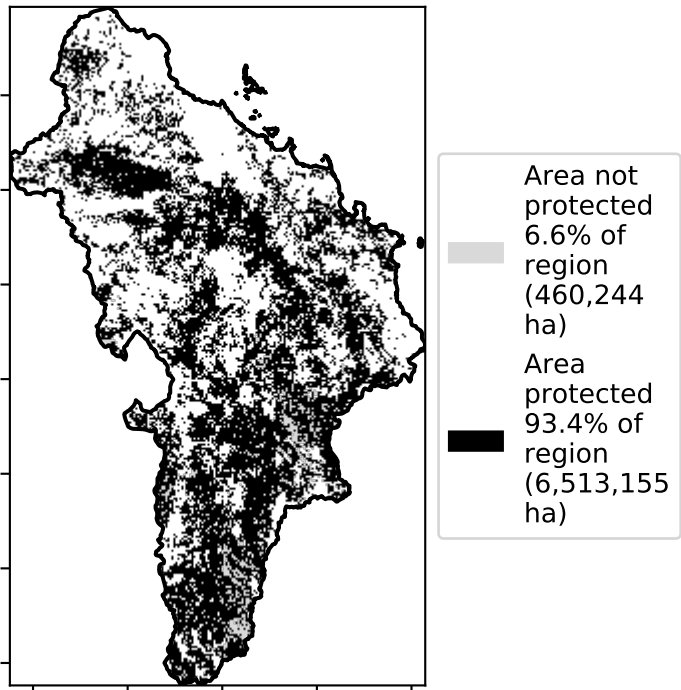 Area not
protected
6.6% of
region
(460,244
ha)
Area
protected
93.4% of
region
(6,513,155
ha)